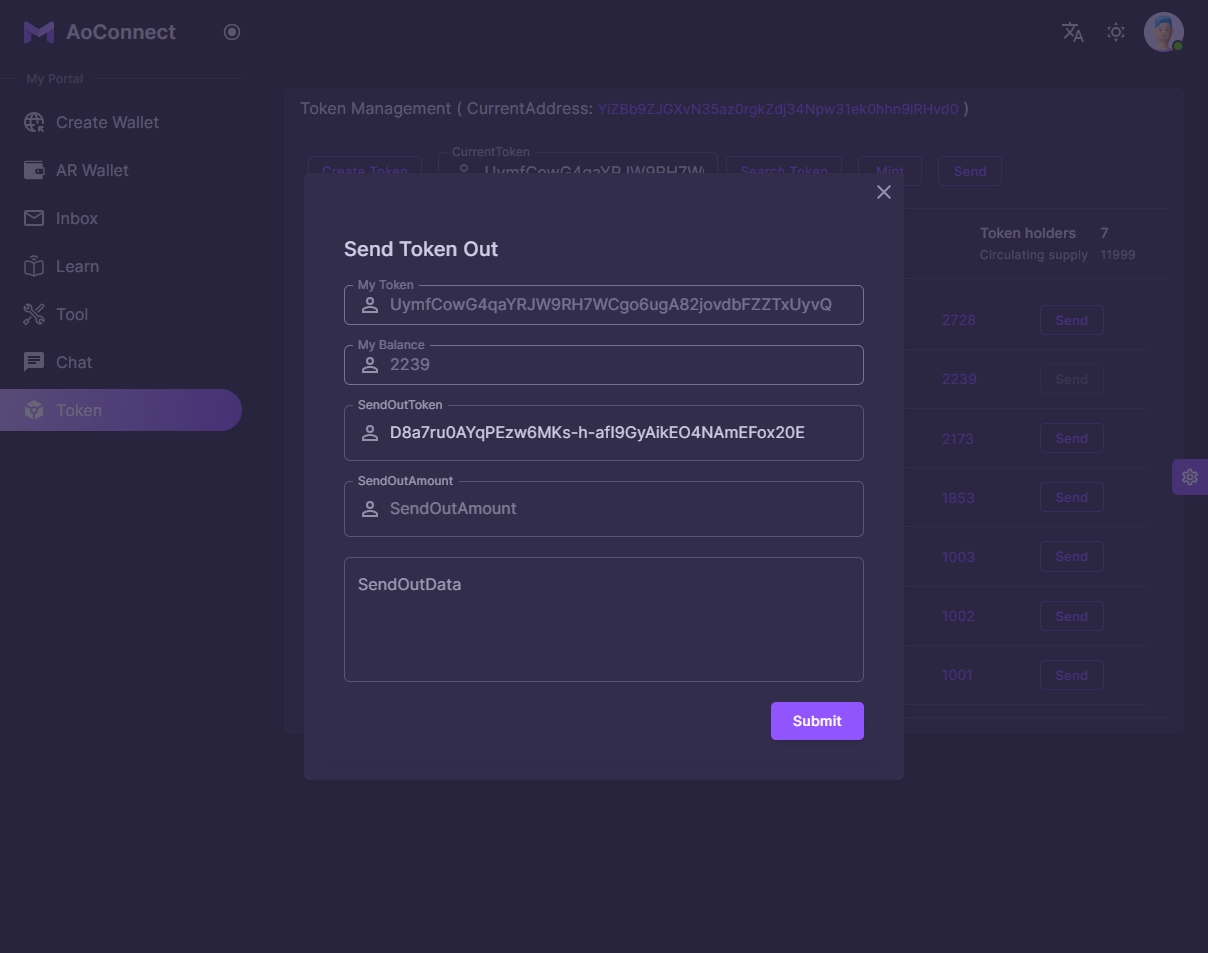 AoConnect
My Portal
Create Wallet
AR Wallet
Inbox
Learn
Tool
Chat
Token
Token Management ( CurrentAddress: YiZBb9ZJGXvN35az0rgkZdj34Npw31ek0hhn9iRHvd0 )
Create Token
CurrentToken
UymfCowG4qaYRJW9RH7W
Search Token
Mint
Send
Token holders 7
Circulating supply 11999
2728 Send
2239 Send
2173 Send
1853 Send
1003 Send
1002 Send
1001 Send
Send Token Out
My Token
UymfCowG4qaYRJW9RH7WCgo6ugA82jovdbFZZTxUyvQ
My Balance
2239
SendOutToken
D8a7ru0AYqPEzw6MKs-h-afI9GyAikEO4NAmEFox20E
SendOutAmount
SendOutAmount
SendOutData
Submit